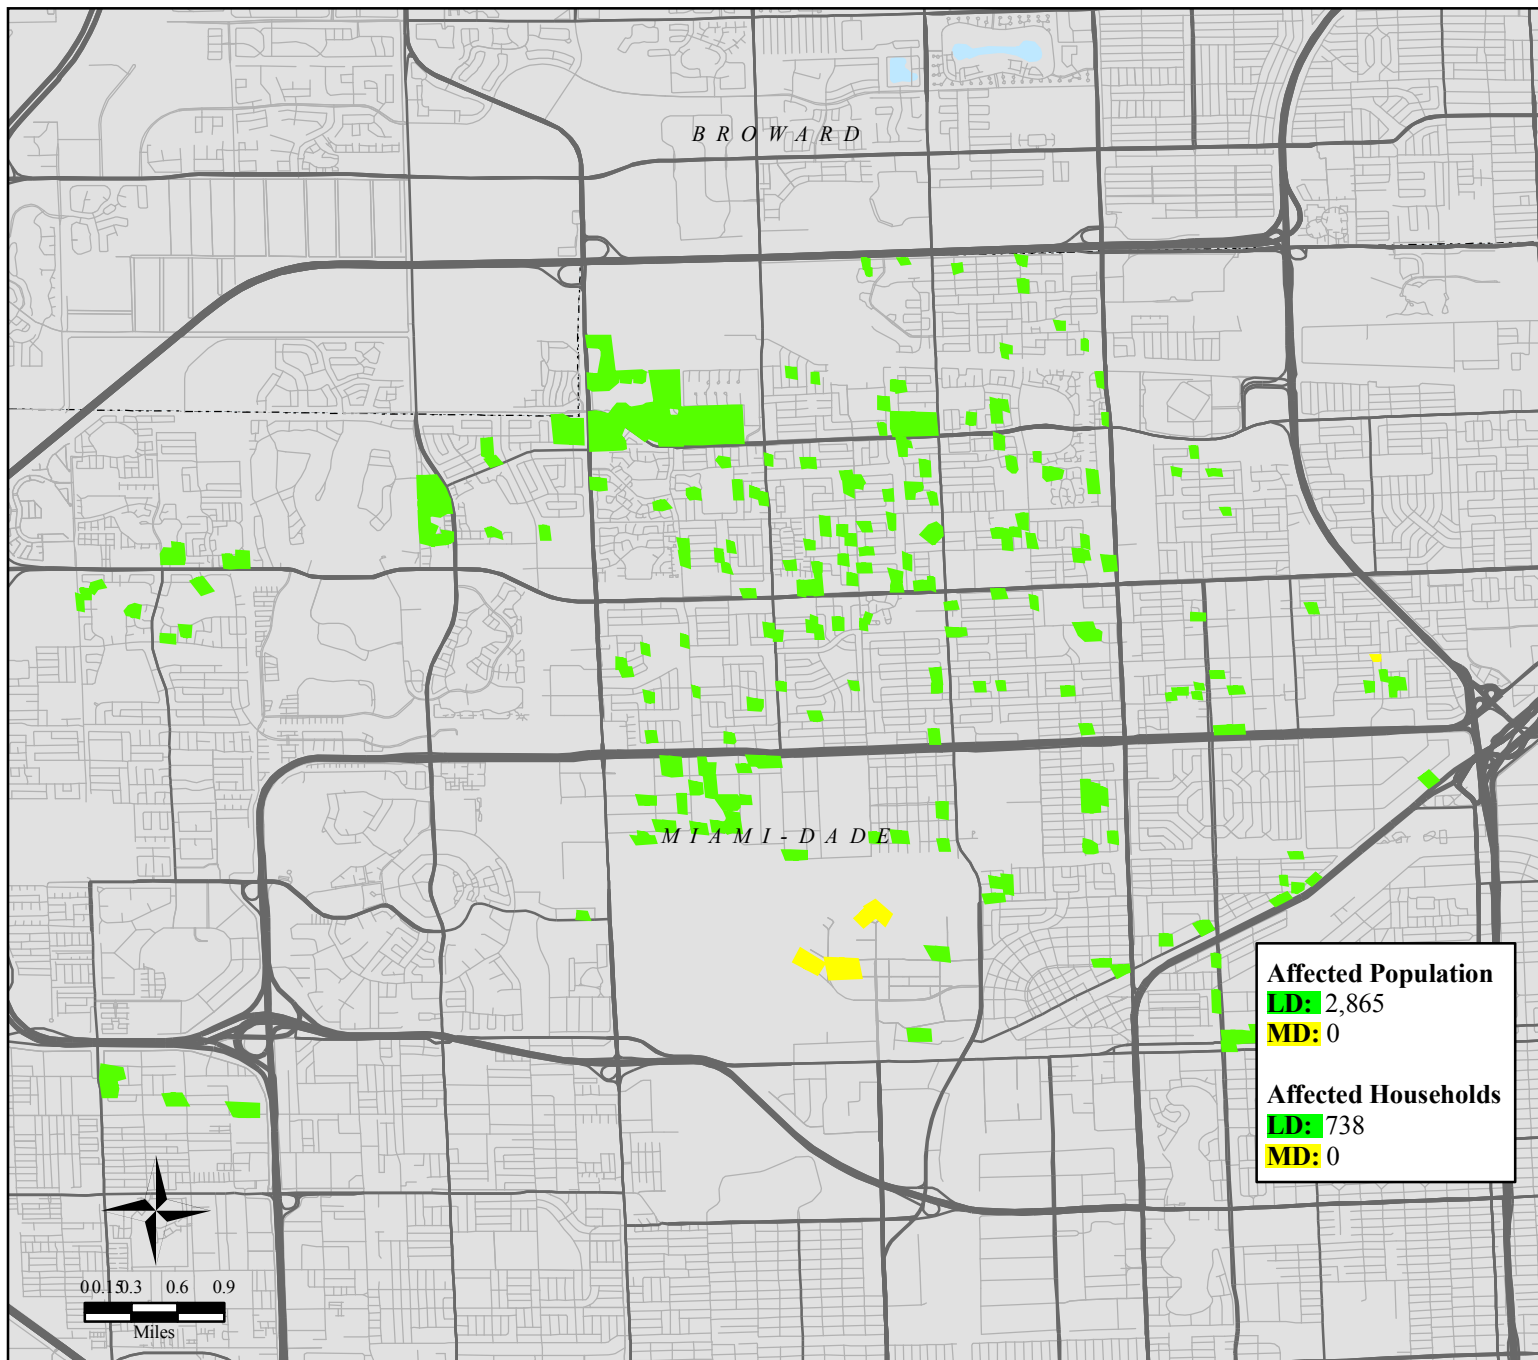 BROWARD
MIAMI-DADE
Affected Population
LD: 2,865
MD: 0
Affected Households
LD: 738
MD: 0
0 0.15 0.3 0.6 0.9
Miles